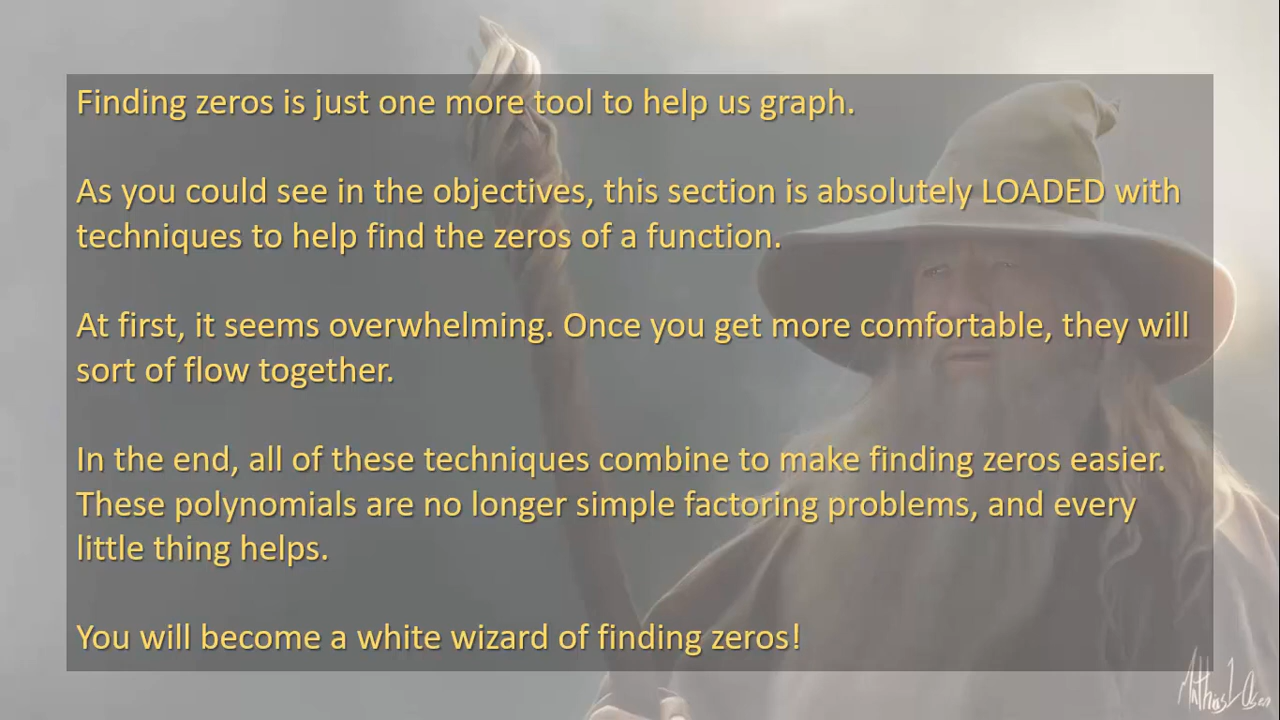 Finding zeros is just one more tool to help us graph.
As you could see in the objectives, this section is absolutely LOADED with
techniques to help find the zeros of a function.
At first, it seems overwhelming. Once you get more comfortable, they will
sort of flow together.
In the end, all of these techniques combine to make finding zeros easier.
These polynomials are no longer simple factoring problems, and every
little thing helps.
You will become a white wizard of finding zeros!